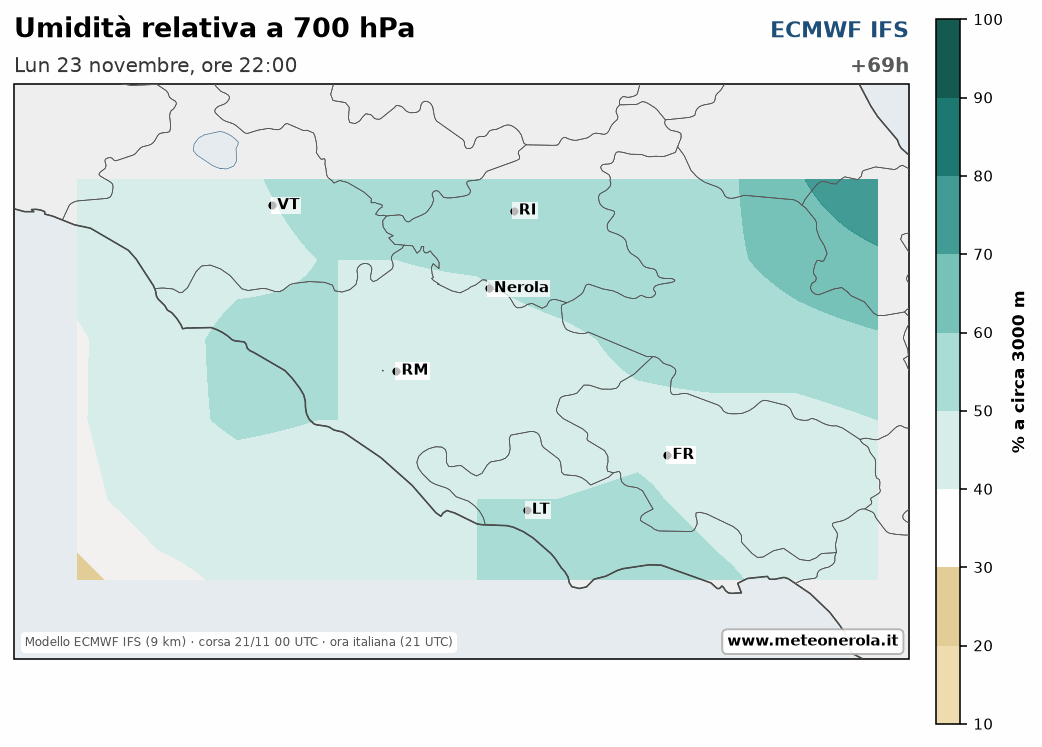 Umidità relativa a 700 hPa
ECMWF IFS
Lun 23 novembre, ore 22:00
+69h
100
90
80
70
60
50
40
30
20
10
% a circa 3000 m
VT
RI
Nerola
RM
FR
LT
Modello ECMWF IFS (9 km) · corsa 21/11 00 UTC · ora italiana (21 UTC)
www.meteonerola.it